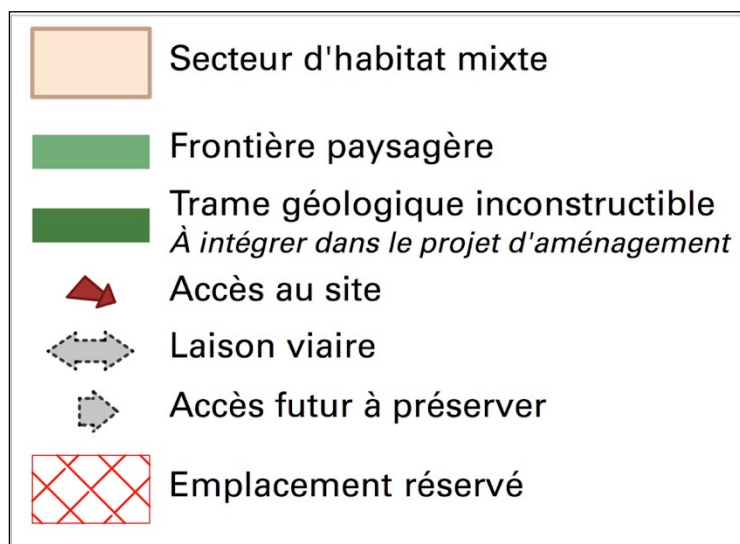 Secteur d'habitat mixte
Frontière paysagère
Trame géologique inconstructible
À intégrer dans le projet d'aménagement
Accès au site
Laison viaire
Accès futur à préserver
Emplacement réservé